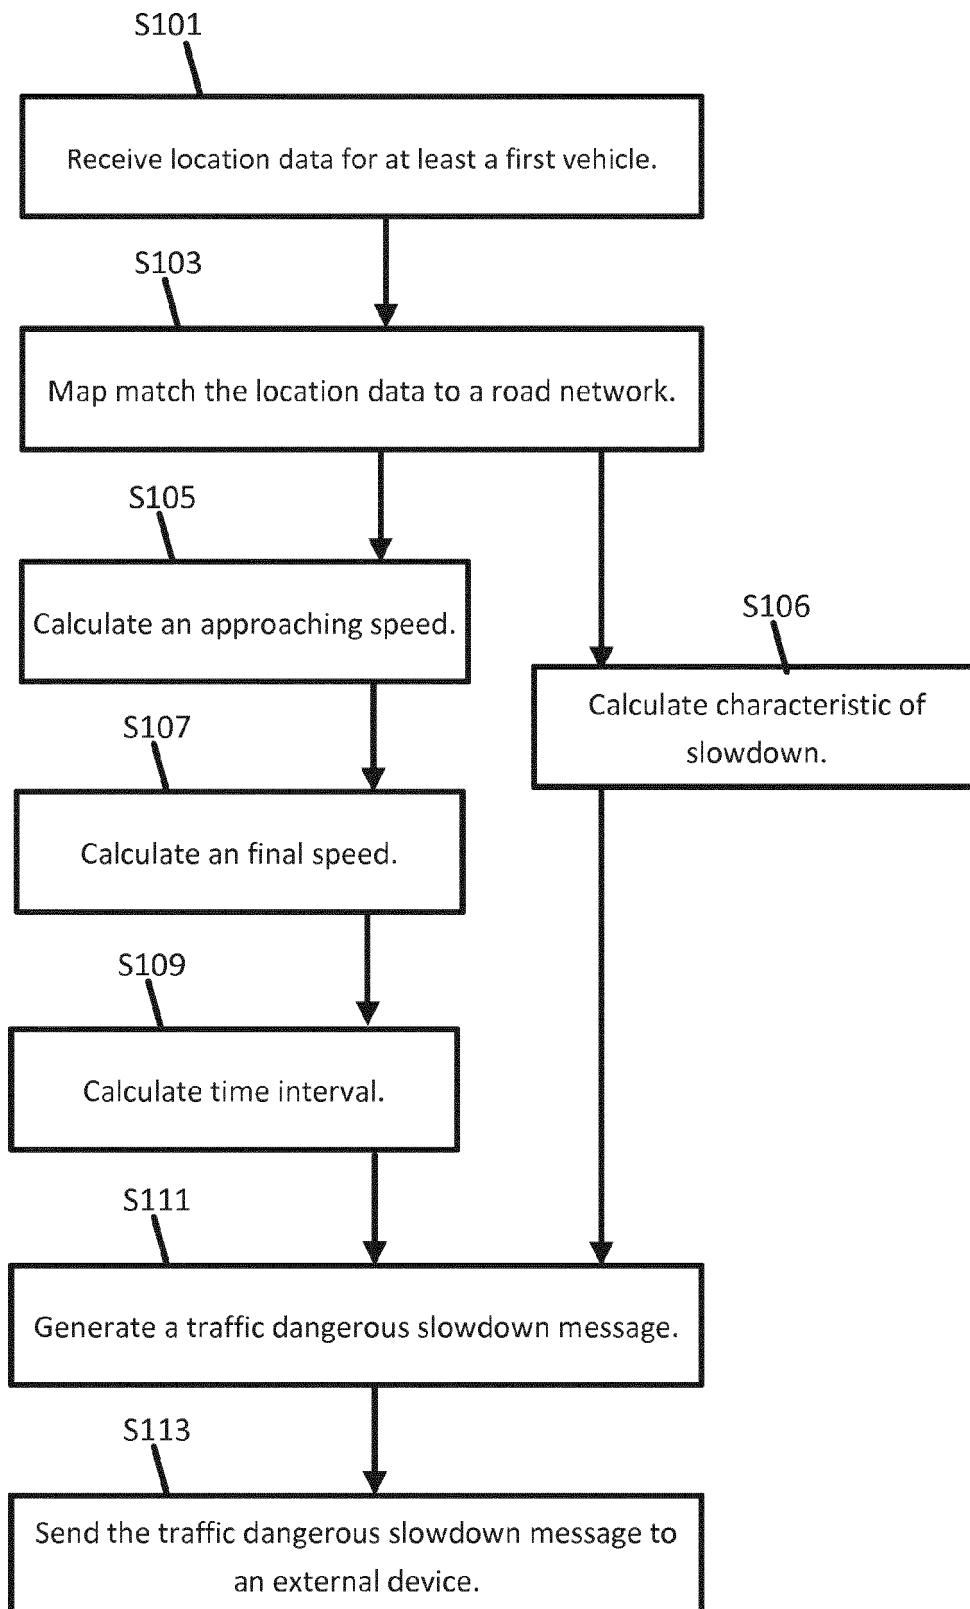 S101
Receive location data for at least a first vehicle.
S103
Map match the location data to a road network.
S105
Calculate an approaching speed.
S106
Calculate characteristic of
slowdown.
S107
Calculate an final speed.
S109
Calculate time interval.
S111
Generate a traffic dangerous slowdown message.
S113
Send the traffic dangerous slowdown message to
an external device.